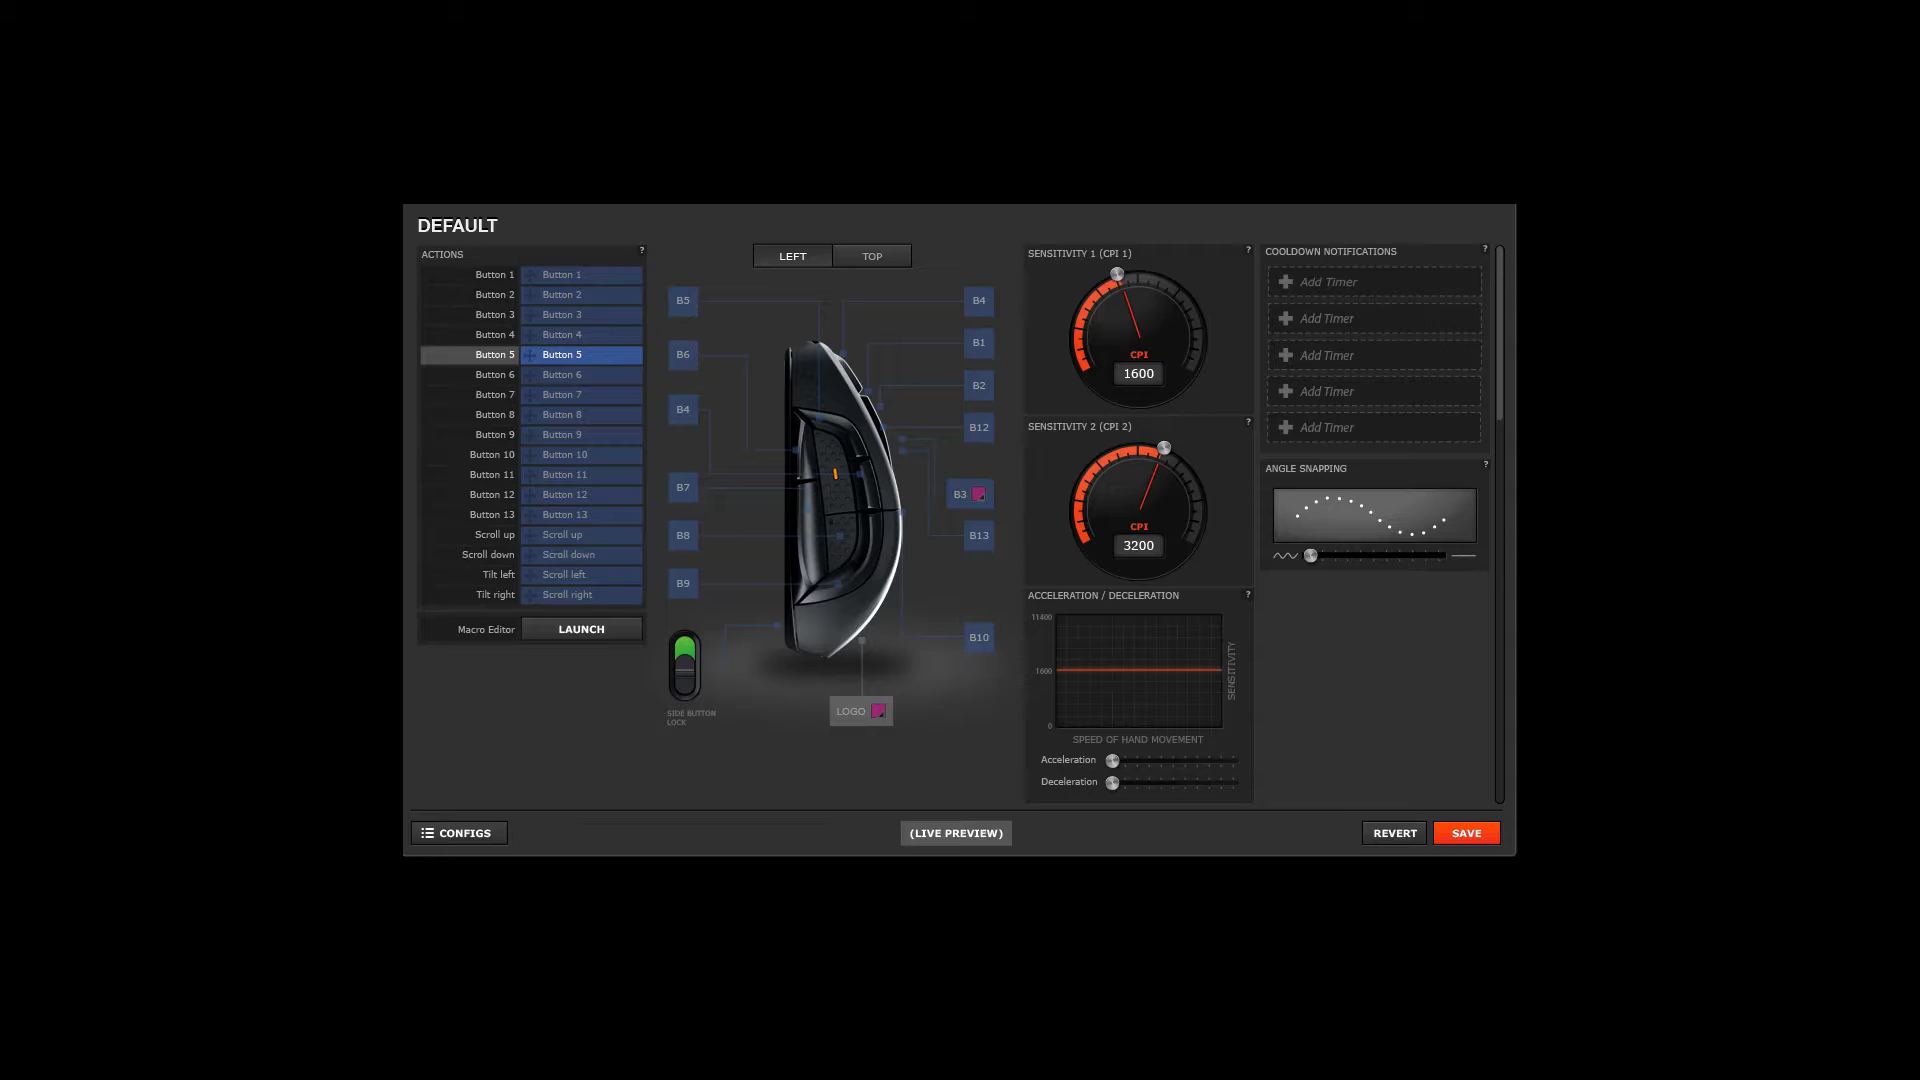 DEFAULT
ACTIONS ?
Button 1 Button 1
Button 2 Button 2
Button 3 Button 3
Button 4 Button 4
Button 5 Button 5
Button 6 Button 6
Button 7 Button 7
Button 8 Button 8
Button 9 Button 9
Button 10 Button 10
Button 11 Button 11
Button 12 Button 12
Button 13 Button 13
Scroll up Scroll up
Scroll down Scroll down
Tilt left Scroll left
Tilt right Scroll right
Macro Editor LAUNCH
LEFT TOP
B5 B4
B6 B1
B4 B2
B12
B7 B3
B8 B13
B9
B10
SIDE BUTTON
LOCK
LOGO
SENSITIVITY 1 (CPI 1) ?
CPI
1600
SENSITIVITY 2 (CPI 2) ?
CPI
3200
ACCELERATION / DECELERATION ?
11400
1600
0
SENSITIVITY
SPEED OF HAND MOVEMENT
Acceleration
Deceleration
COOLDOWN NOTIFICATIONS ?
Add Timer
Add Timer
Add Timer
Add Timer
Add Timer
ANGLE SNAPPING ?
CONFIGS (LIVE PREVIEW) REVERT SAVE